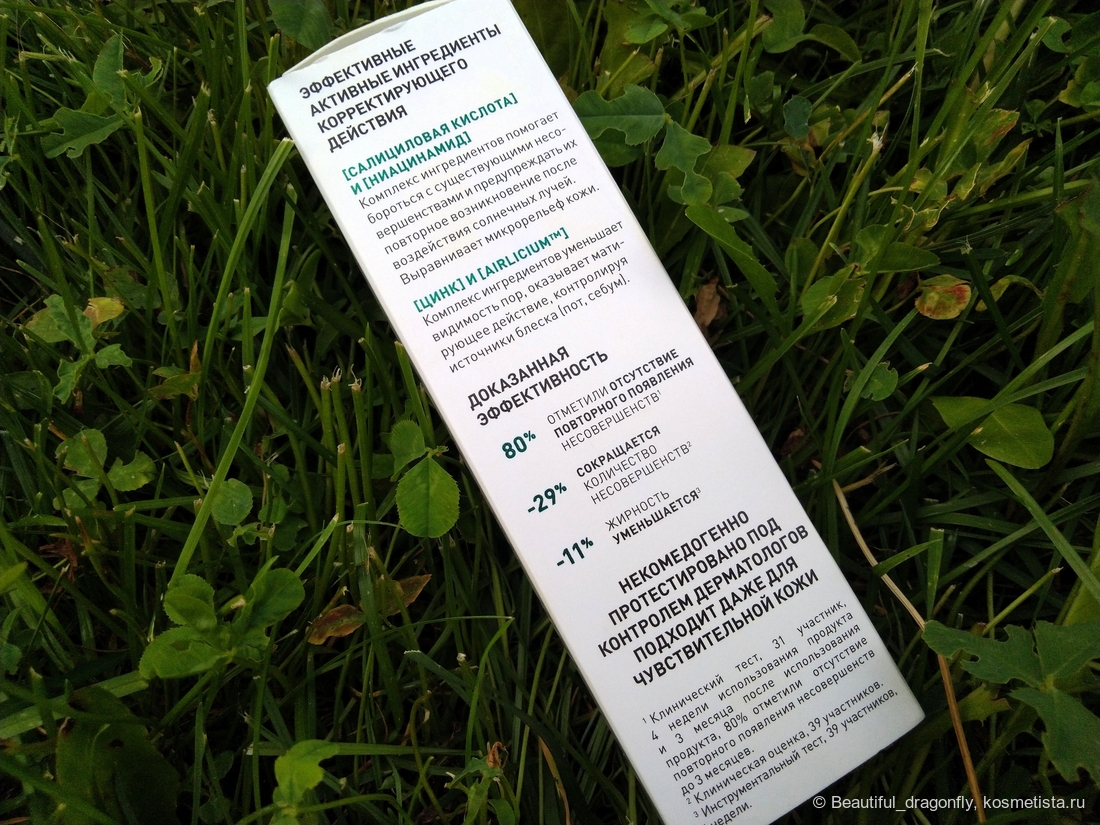 ЭФФЕКТИВНЫЕ
АКТИВНЫЕ ИНГРЕДИЕНТЫ
КОРРЕКТИРУЮЩЕГО
ДЕЙСТВИЯ
[САЛИЦИЛОВАЯ КИСЛОТА]
И [НИАЦИНАМИД]
Комплекс ингредиентов помогает
бороться с существующими несо-
вершенствами и предупреждать их
повторное возникновение после
воздействия солнечных лучей.
Выравнивает микрорельеф кожи.
[ЦИНК] И [AIRLICIUM™]
Комплекс ингредиентов уменьшает
видимость пор, оказывает мати-
рующее действие, контролируя
источники блеска (пот, себум).
ДОКАЗАННАЯ
ЭФФЕКТИВНОСТЬ
80% ОТМЕТИЛИ ОТСУТСТВИЕ
ПОВТОРНОГО ПОЯВЛЕНИЯ
НЕСОВЕРШЕНСТВ¹
-29% СОКРАЩАЕТСЯ
КОЛИЧЕСТВО
НЕСОВЕРШЕНСТВ²
-11% ЖИРНОСТЬ
УМЕНЬШАЕТСЯ³
НЕКОМЕДОГЕННО
ПРОТЕСТИРОВАНО ПОД
КОНТРОЛЕМ ДЕРМАТОЛОГОВ
ПОДХОДИТ ДАЖЕ ДЛЯ
ЧУВСТВИТЕЛЬНОЙ КОЖИ
¹ Клинический тест, 31 участник,
4 недели использования продукта
и 3 месяца после использования
продукта, 80% отметили отсутствие
повторного появления несовершенств
до 3 месяцев.
² Клиническая оценка, 39 участников.
³ Инструментальный тест, 39 участников,
недели.
© Beautiful_dragonfly, kosmetista.ru